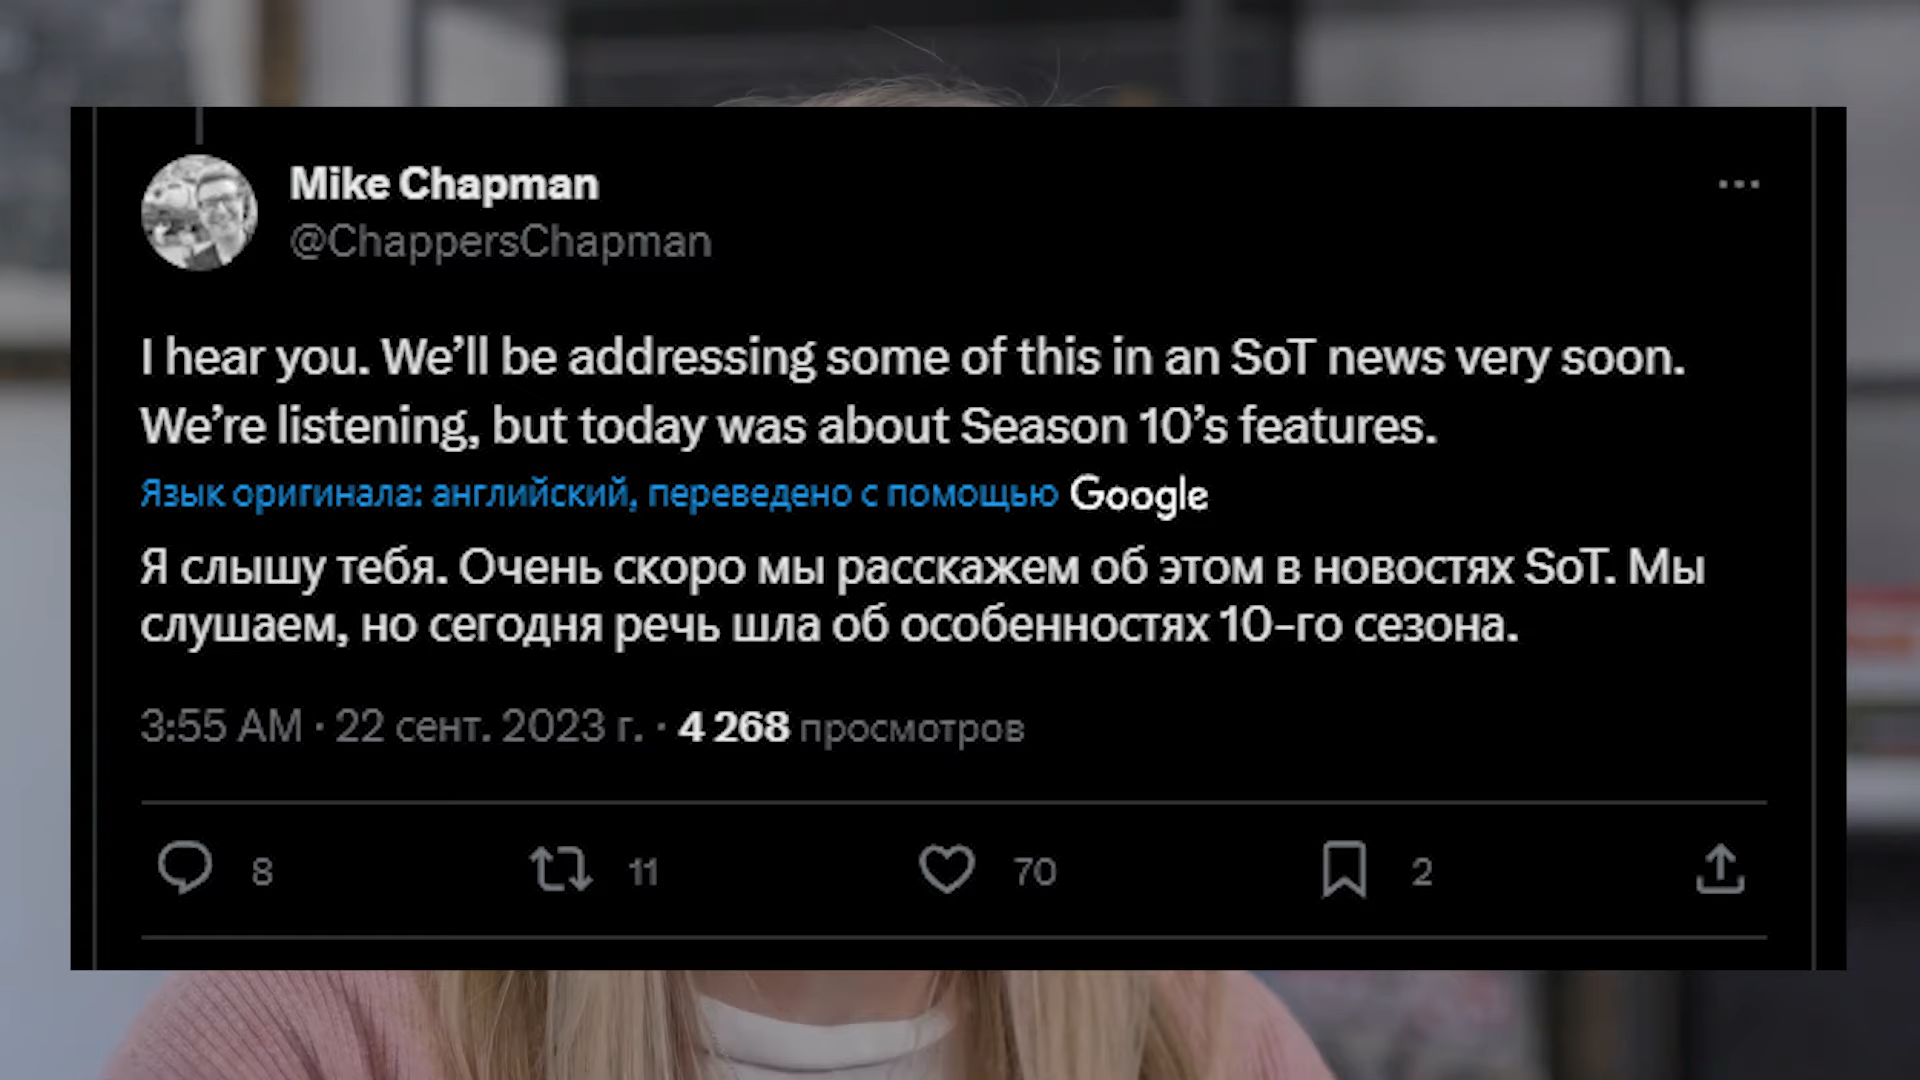 Mike Chapman
@ChappersChapman
I hear you. We’ll be addressing some of this in an SoT news very soon.
We’re listening, but today was about Season 10’s features.
Язык оригинала: английский, переведено с помощью Google
Я слышу тебя. Очень скоро мы расскажем об этом в новостях SoT. Мы
слушаем, но сегодня речь шла об особенностях 10-го сезона.
3:55 AM · 22 сент. 2023 г. · 4 268 просмотров
8 11 70 2